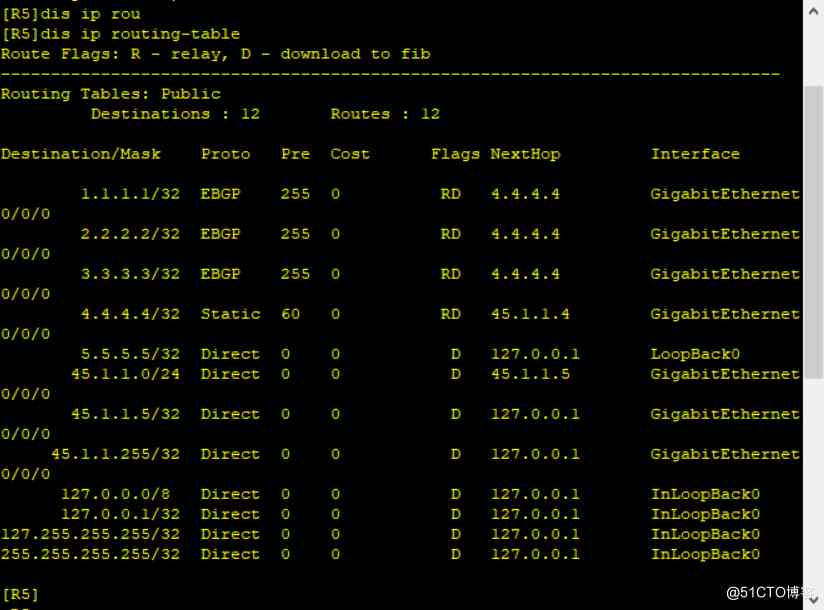 [R5]dis ip rou
[R5]dis ip routing-table
Route Flags: R - relay, D - download to fib
------------------------------------------------------------------------------
Routing Tables: Public
         Destinations : 12       Routes : 12

Destination/Mask    Proto   Pre  Cost      Flags NextHop         Interface

        1.1.1.1/32  EBGP    255  0          RD   4.4.4.4         GigabitEthernet
0/0/0
        2.2.2.2/32  EBGP    255  0          RD   4.4.4.4         GigabitEthernet
0/0/0
        3.3.3.3/32  EBGP    255  0          RD   4.4.4.4         GigabitEthernet
0/0/0
        4.4.4.4/32  Static  60   0          RD   45.1.1.4        GigabitEthernet
0/0/0
        5.5.5.5/32  Direct  0    0           D   127.0.0.1       LoopBack0
       45.1.1.0/24  Direct  0    0           D   45.1.1.5        GigabitEthernet
0/0/0
       45.1.1.5/32  Direct  0    0           D   127.0.0.1       GigabitEthernet
0/0/0
     45.1.1.255/32  Direct  0    0           D   127.0.0.1       GigabitEthernet
0/0/0
      127.0.0.0/8   Direct  0    0           D   127.0.0.1       InLoopBack0
      127.0.0.1/32  Direct  0    0           D   127.0.0.1       InLoopBack0
127.255.255.255/32  Direct  0    0           D   127.0.0.1       InLoopBack0
255.255.255.255/32  Direct  0    0           D   127.0.0.1       InLoopBack0

[R5]
@51CTO博客